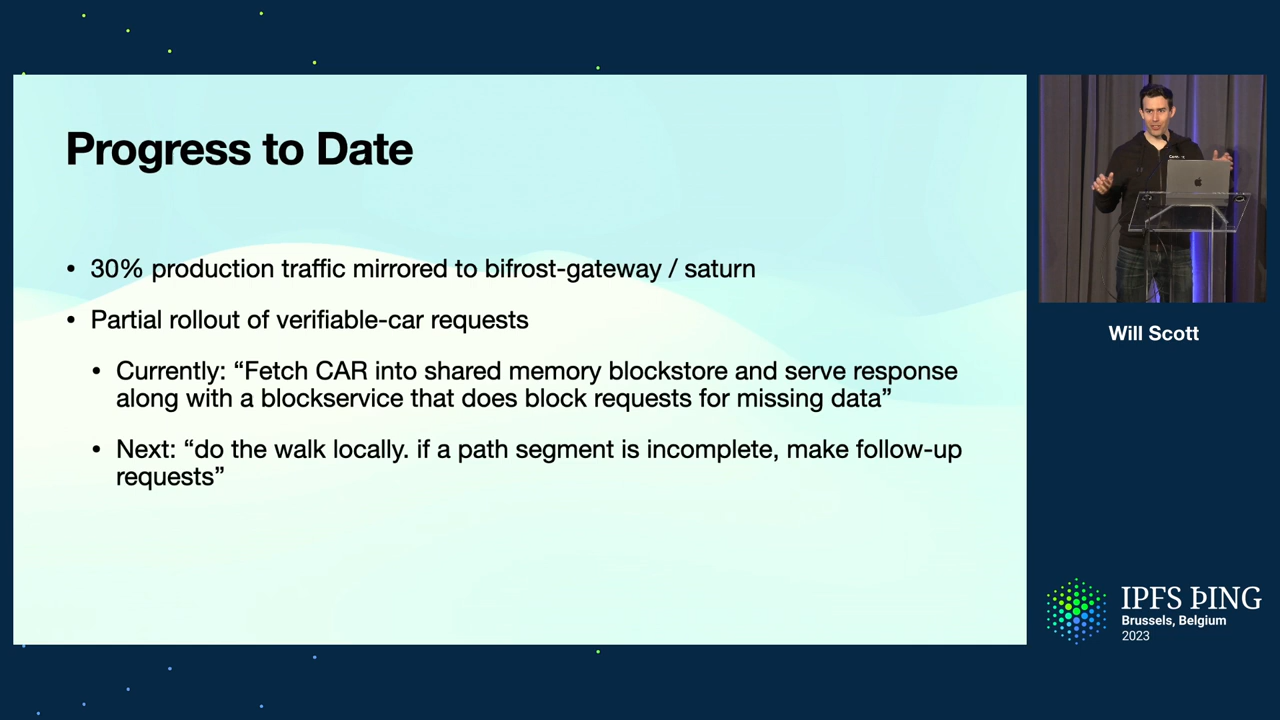 Progress to Date
• 30% production traffic mirrored to bifrost-gateway / saturn
• Partial rollout of verifiable-car requests
• Currently: “Fetch CAR into shared memory blockstore and serve response
along with a blockservice that does block requests for missing data”
• Next: “do the walk locally. if a path segment is incomplete, make follow-up
requests”
Will Scott
IPFS ÞING
Brussels, Belgium
2023